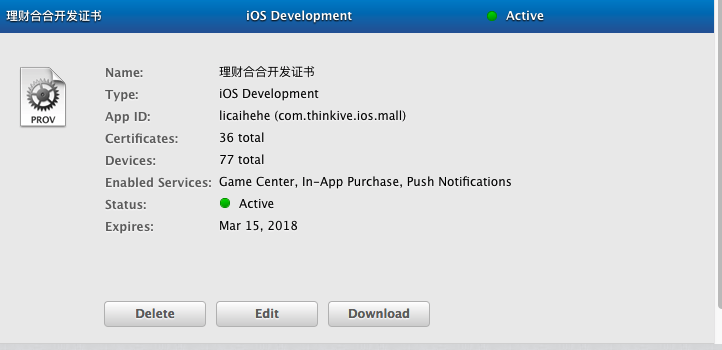 理财合合开发证书 iOS Development Active
PROV
Name: 理财合合开发证书
Type: iOS Development
App ID: licaihehe (com.thinkive.ios.mall)
Certificates: 36 total
Devices: 77 total
Enabled Services: Game Center, In-App Purchase, Push Notifications
Status: Active
Expires: Mar 15, 2018
Delete Edit Download